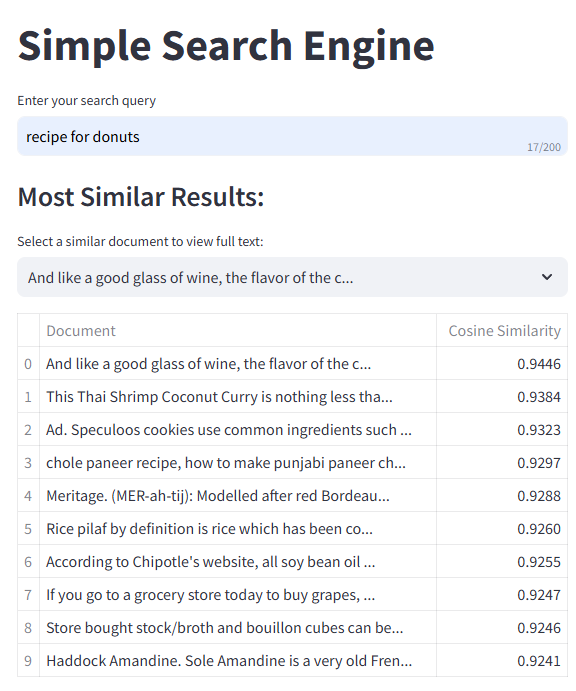 Simple Search Engine
Enter your search query
recipe for donuts
17/200
Most Similar Results:
Select a similar document to view full text:
And like a good glass of wine, the flavor of the c...
Document Cosine Similarity
0 And like a good glass of wine, the flavor of the c... 0.9446
1 This Thai Shrimp Coconut Curry is nothing less tha... 0.9384
2 Ad. Speculoos cookies use common ingredients such ... 0.9323
3 chole paneer recipe, how to make punjabi paneer ch... 0.9297
4 Meritage. (MER-ah-tij): Modelled after red Bordeau... 0.9288
5 Rice pilaf by definition is rice which has been co... 0.9260
6 According to Chipotle's website, all soy bean oil ... 0.9255
7 If you go to a grocery store today to buy grapes, ... 0.9247
8 Store bought stock/broth and bouillon cubes can be... 0.9246
9 Haddock Amandine. Sole Amandine is a very old Fren... 0.9241